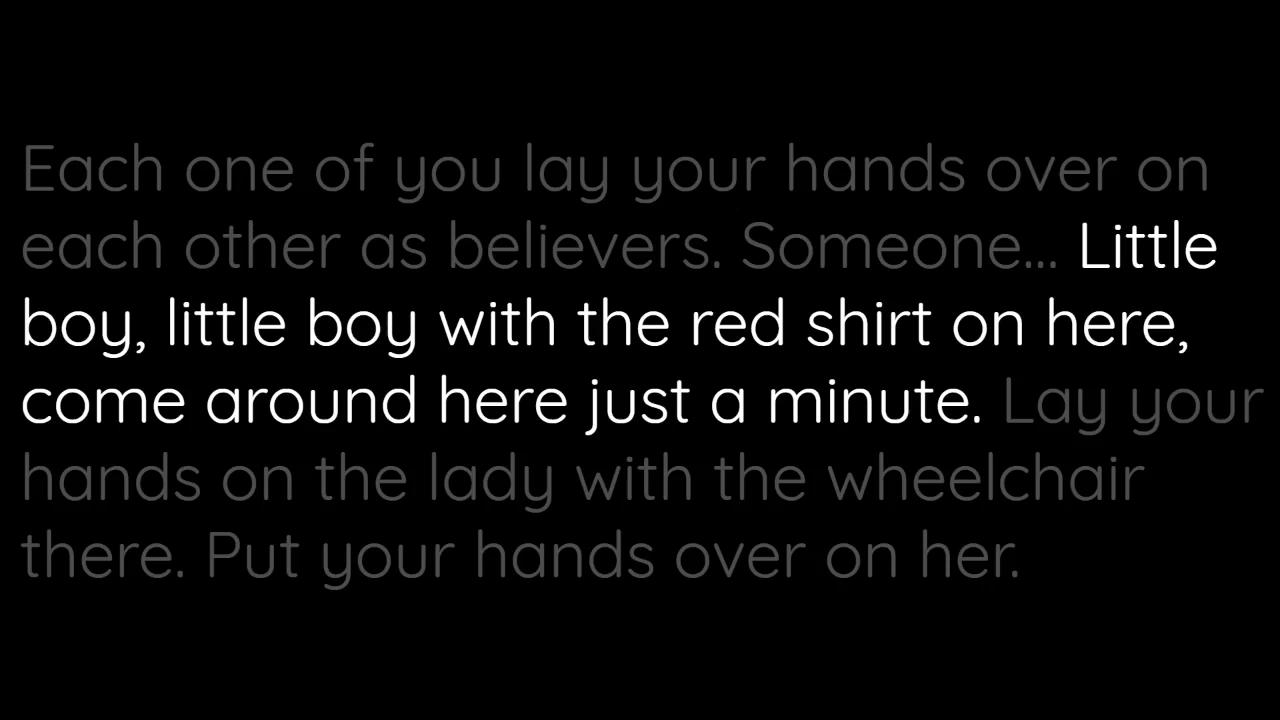 Each one of you lay your hands over on
each other as believers. Someone... Little
boy, little boy with the red shirt on here,
come around here just a minute. Lay your
hands on the lady with the wheelchair
there. Put your hands over on her.